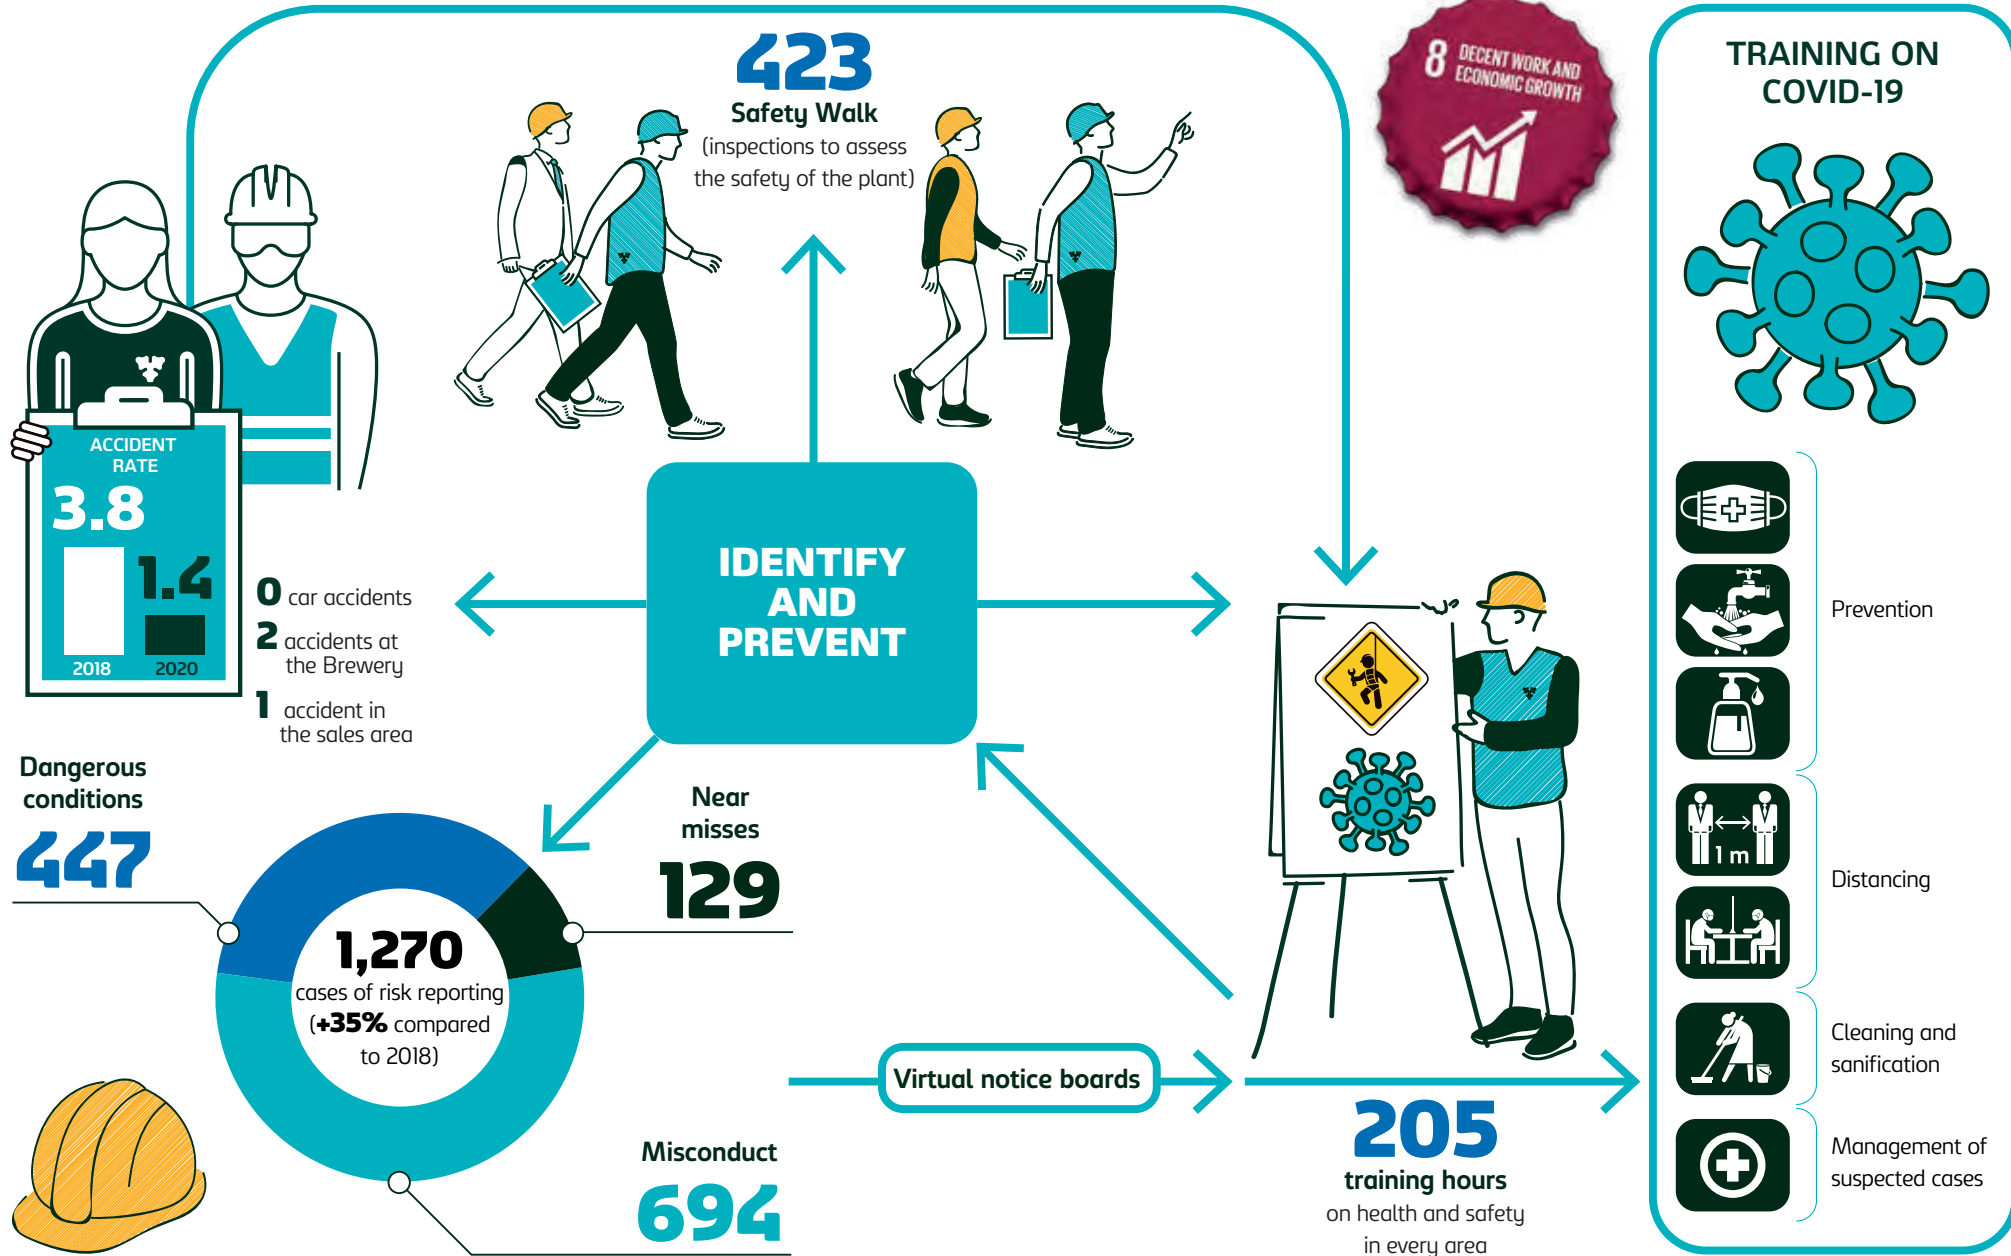 423
Safety Walk
(inspections to assess
the safety of the plant)
8 DECENT WORK AND
ECONOMIC GROWTH
ACCIDENT
RATE
3.8
1.4
2018
2020
0 car accidents
2 accidents at
the Brewery
1 accident in
the sales area
IDENTIFY
AND
PREVENT
Dangerous
conditions
447
Near
misses
129
1,270
cases of risk reporting
(+35% compared
to 2018)
Misconduct
694
Virtual notice boards
205
training hours
on health and safety
in every area
TRAINING ON
COVID-19
Prevention
1 m
Distancing
Cleaning and
sanification
Management of
suspected cases